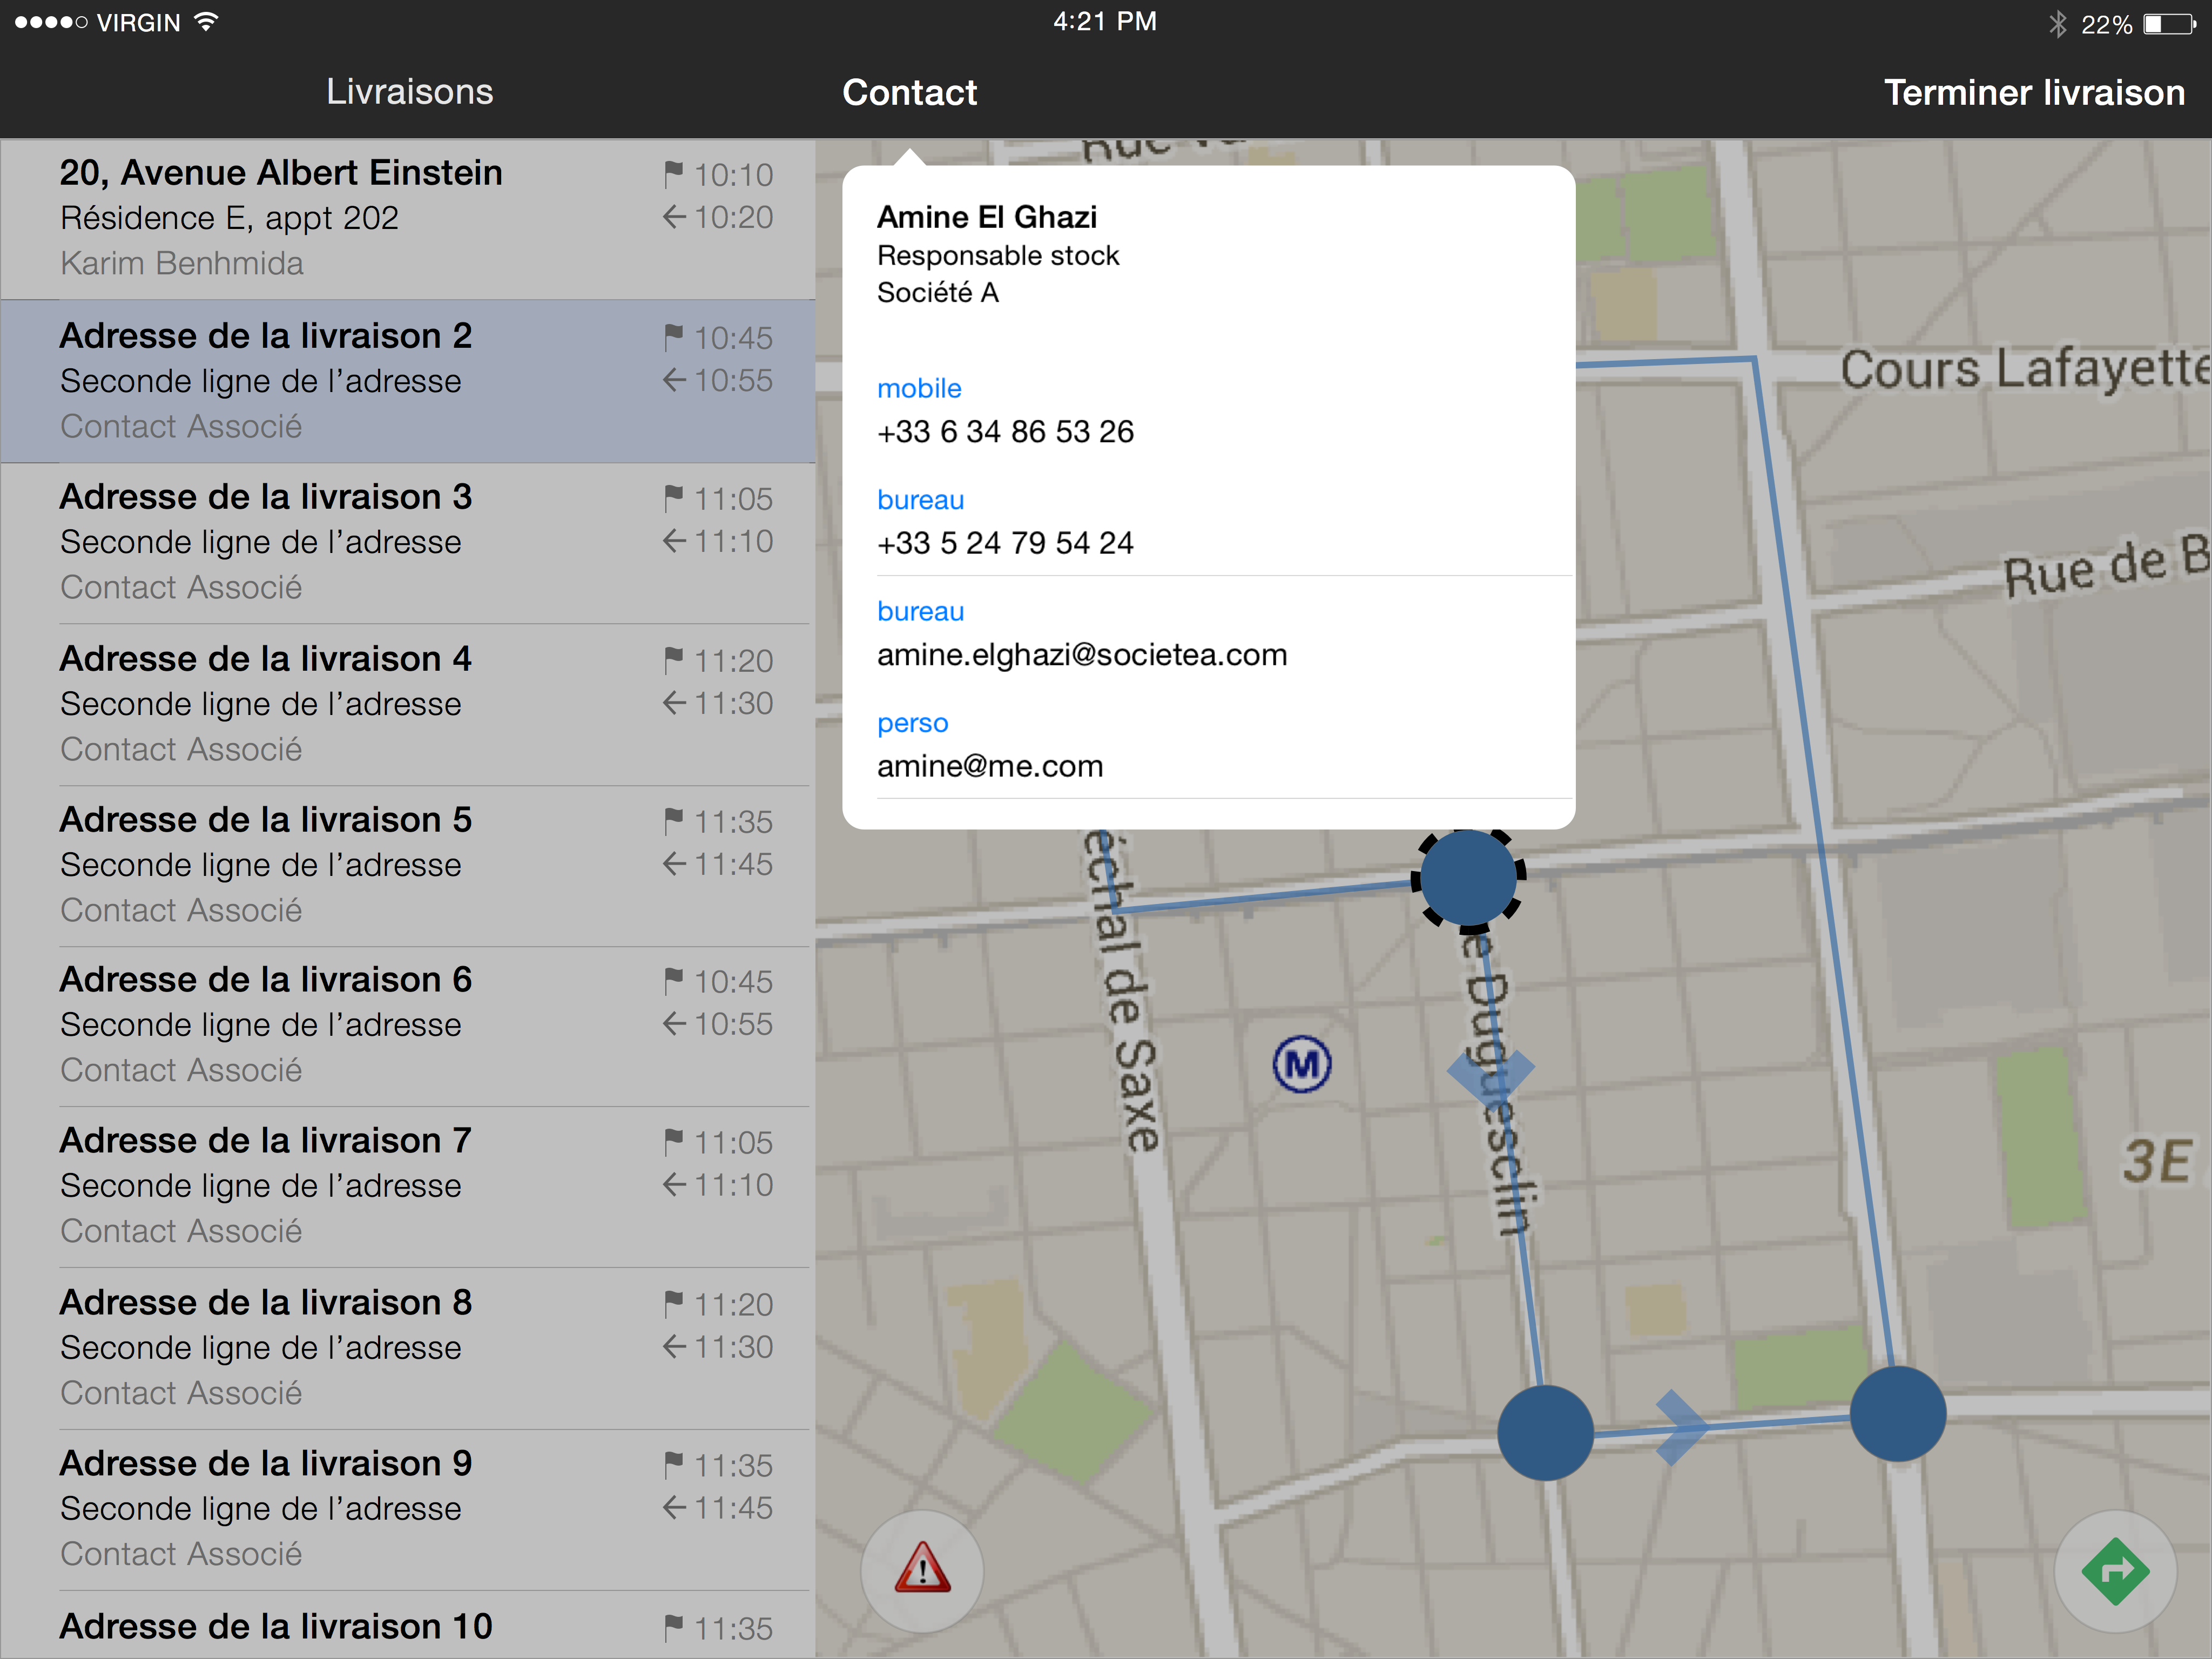 VIRGIN
4:21 PM
22%
Livraisons
Contact
Terminer livraison
20, Avenue Albert Einstein
10:10
Résidence E, appt 202
10:20
Karim Benhmida
Adresse de la livraison 2
10:45
Seconde ligne de l’adresse
10:55
Contact Associé
Adresse de la livraison 3
11:05
Seconde ligne de l’adresse
11:10
Contact Associé
Adresse de la livraison 4
11:20
Seconde ligne de l’adresse
11:30
Contact Associé
Adresse de la livraison 5
11:35
Seconde ligne de l’adresse
11:45
Contact Associé
Adresse de la livraison 6
10:45
Seconde ligne de l’adresse
10:55
Contact Associé
Adresse de la livraison 7
11:05
Seconde ligne de l’adresse
11:10
Contact Associé
Adresse de la livraison 8
11:20
Seconde ligne de l’adresse
11:30
Contact Associé
Adresse de la livraison 9
11:35
Seconde ligne de l’adresse
11:45
Contact Associé
Adresse de la livraison 10
11:35
Amine El Ghazi
Responsable stock
Société A
mobile
+33 6 34 86 53 26
bureau
+33 5 24 79 54 24
bureau
amine.elghazi@societea.com
perso
amine@me.com
Rue
Cours Lafayette
Rue de B
échal de Saxe
e Duguesclin
M
3E